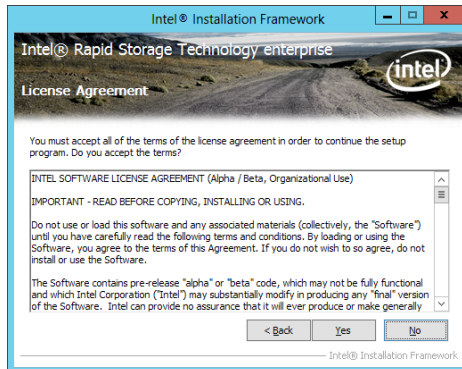 Intel® Installation Framework
Intel® Rapid Storage Technology enterprise
(intel)
License Agreement
You must accept all of the terms of the license agreement in order to continue the setup
program. Do you accept the terms?
INTEL SOFTWARE LICENSE AGREEMENT (Alpha / Beta, Organizational Use)
IMPORTANT - READ BEFORE COPYING, INSTALLING OR USING.
Do not use or load this software and any associated materials (collectively, the "Software")
until you have carefully read the following terms and conditions. By loading or using the
Software, you agree to the terms of this Agreement. If you do not wish to so agree, do not
install or use the Software.
The Software contains pre-release "alpha" or "beta" code, which may not be fully functional
and which Intel Corporation ("Intel") may substantially modify in producing any "final" version
of the Software. Intel can provide no assurance that it will ever produce or make generally
< Back Yes No
Intel® Installation Framework